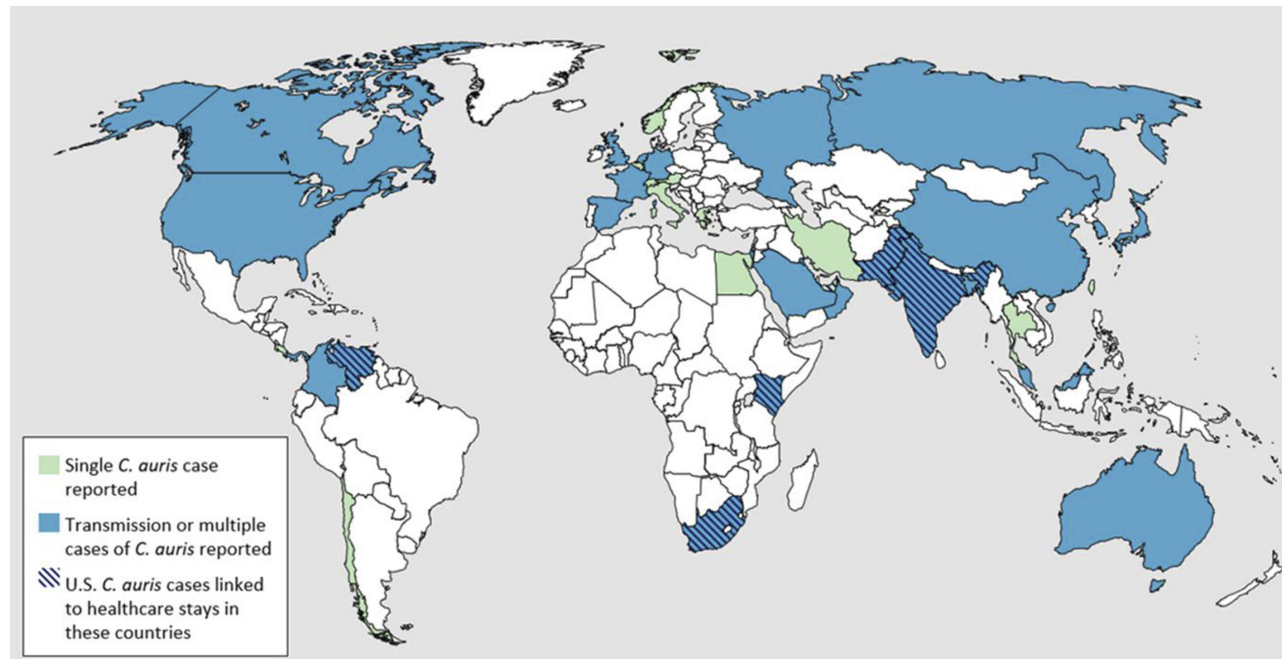 Single C. auris case
reported
Transmission or multiple
cases of C. auris reported
U.S. C. auris cases linked
to healthcare stays in
these countries